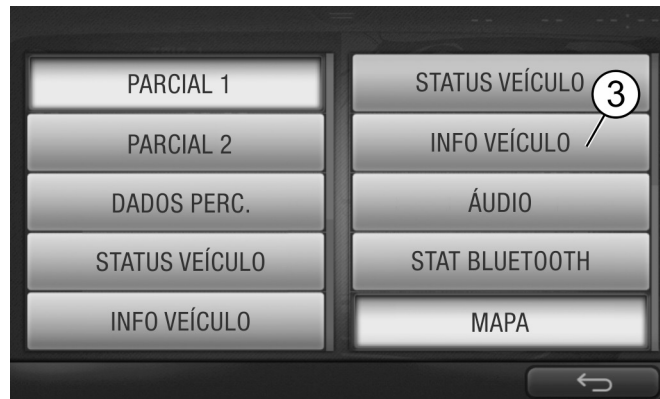 PARCIAL 1
PARCIAL 2
DADOS PERC.
STATUS VEÍCULO
INFO VEÍCULO
STATUS VEÍCULO
3
INFO VEÍCULO
ÁUDIO
STAT BLUETOOTH
MAPA